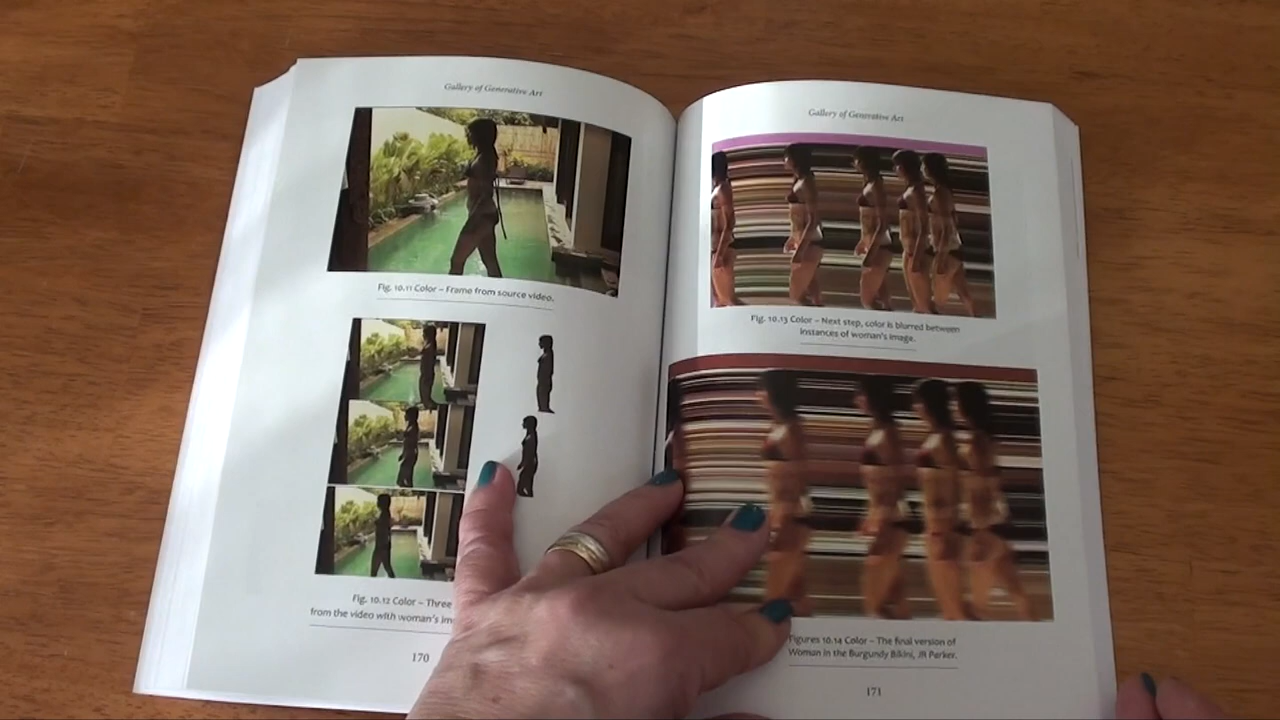 Gallery of Generative Art
Fig. 10.11 Color – Frame from source video.
Fig. 10.12 Color – Three
from the video with woman's
170
Gallery of Generative Art
Fig. 10.13 Color – Next step, color is blurred between
instances of woman's image.
Figures 10.14 Color – The final version of
Woman in the Burgundy Bikini, JR Parker.
171